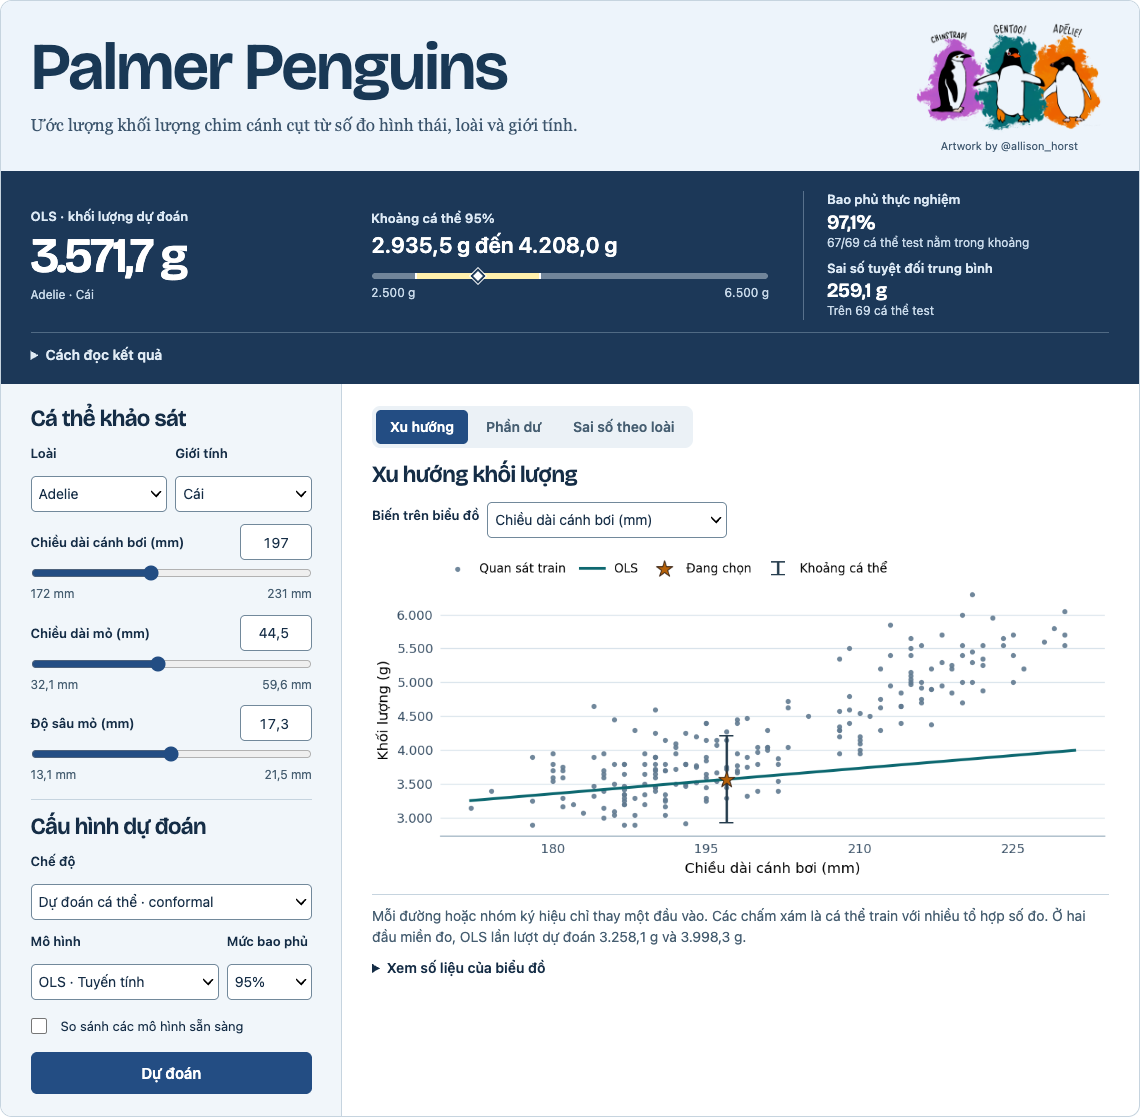 Palmer Penguins
Ước lượng khối lượng chim cánh cụt từ số đo hình thái, loài và giới tính.
CHINSTRAP!
GENTOO!
ADÉLIE!
Artwork by @allison_horst
OLS · khối lượng dự đoán
3.571,7 g
Adelie · Cái
Khoảng cá thể 95%
2.935,5 g đến 4.208,0 g
2.500 g
6.500 g
Bao phủ thực nghiệm
97,1%
67/69 cá thể test nằm trong khoảng
Sai số tuyệt đối trung bình
259,1 g
Trên 69 cá thể test
Cách đọc kết quả
Cá thể khảo sát
Loài
Giới tính
Adelie
Cái
Chiều dài cánh bơi (mm)
197
172 mm
231 mm
Chiều dài mỏ (mm)
44,5
32,1 mm
59,6 mm
Độ sâu mỏ (mm)
17,3
13,1 mm
21,5 mm
Cấu hình dự đoán
Chế độ
Dự đoán cá thể · conformal
Mô hình
Mức bao phủ
OLS · Tuyến tính
95%
So sánh các mô hình sẵn sàng
Dự đoán
Xu hướng
Phần dư
Sai số theo loài
Xu hướng khối lượng
Biến trên biểu đồ
Chiều dài cánh bơi (mm)
Quan sát train
OLS
Đang chọn
Khoảng cá thể
Khối lượng (g)
6.000
5.500
5.000
4.500
4.000
3.500
3.000
180
195
210
225
Chiều dài cánh bơi (mm)
Mỗi đường hoặc nhóm ký hiệu chỉ thay một đầu vào. Các chấm xám là cá thể train với nhiều tổ hợp số đo. Ở hai
đầu miền đo, OLS lần lượt dự đoán 3.258,1 g và 3.998,3 g.
Xem số liệu của biểu đồ